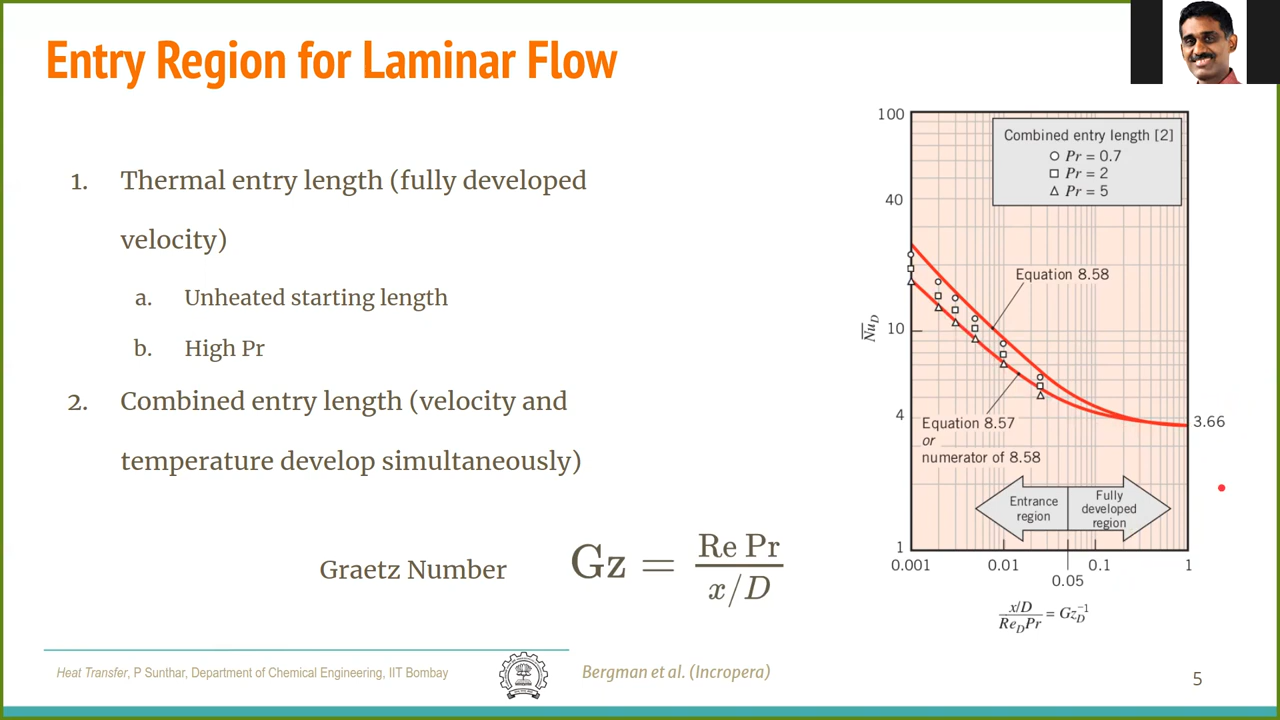 Entry Region for Laminar Flow
1. Thermal entry length (fully developed
velocity)
a. Unheated starting length
b. High Pr
2. Combined entry length (velocity and
temperature develop simultaneously)
Graetz Number Gz = Re Pr / x/D
100
40
10
4
1
N̅u̅_D
Combined entry length [2]
○ Pr = 0.7
□ Pr = 2
△ Pr = 5
Equation 8.58
Equation 8.57
or
numerator of 8.58
3.66
Entrance
region
Fully
developed
region
0.001 0.01 0.1 1
0.05
x/D / Re_D Pr = Gz_D^-1
Heat Transfer, P Sunthar, Department of Chemical Engineering, IIT Bombay
Bergman et al. (Incropera)
5